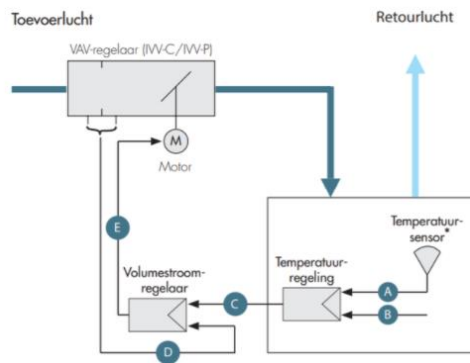 Toevoerlucht
Retourlucht
VAV-regelaar (IVV-C/IVV-P)
M
Motor
E
Temperatuur-
sensor*
Volumestroom-
regelaar
Temperatuur-
regeling
A
C
B
D